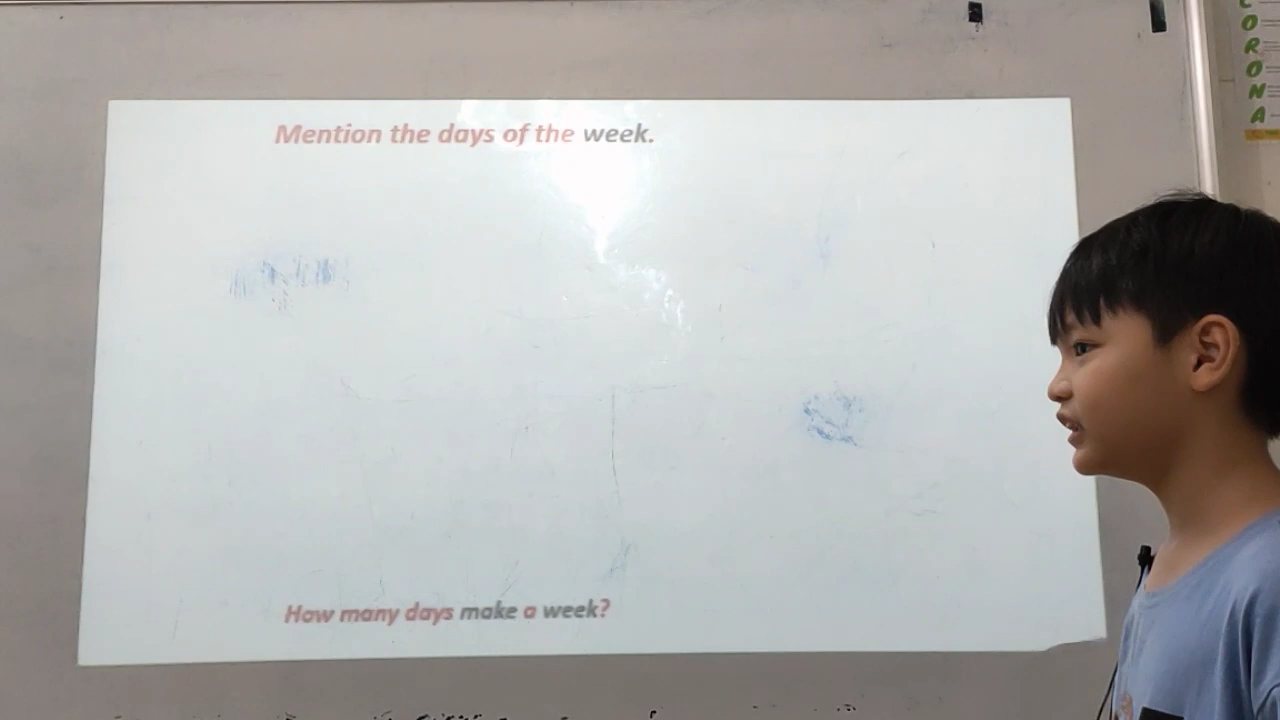 Mention the days of the week.
How many days make a week?
CORONA